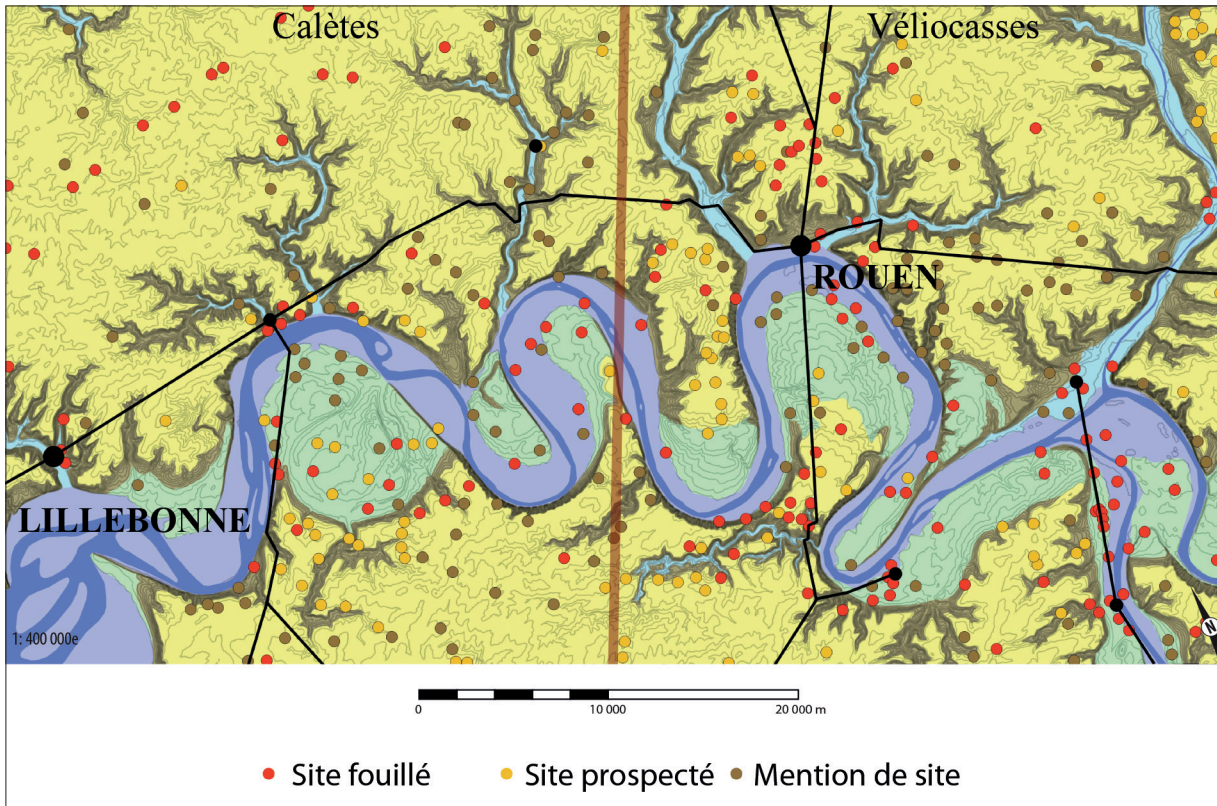 Calètes Véliocasses
ROUEN
LILLEBONNE
1: 400 000e
N
0 10 000 20 000 m
Site fouillé Site prospecté Mention de site